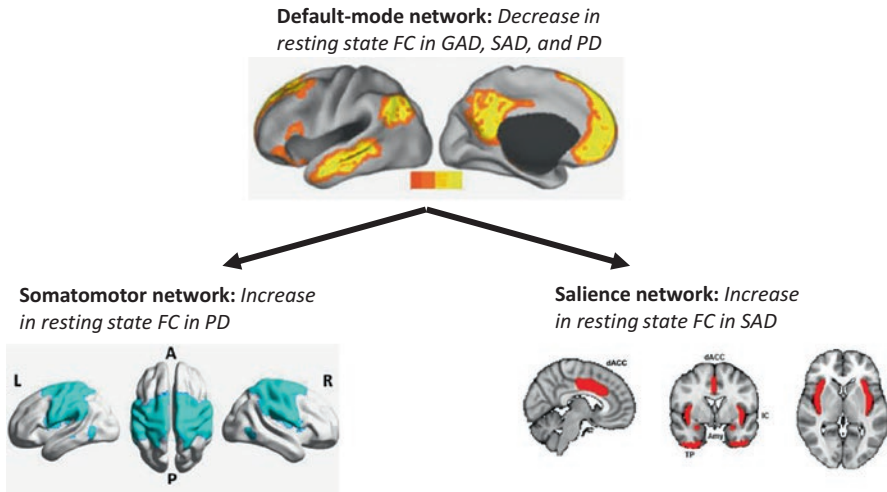 Default-mode network: Decrease in
resting state FC in GAD, SAD, and PD
Somatomotor network: Increase
in resting state FC in PD
A
L
R
P
Salience network: Increase
in resting state FC in SAD
dACC
dACC
IC
Amy
TP